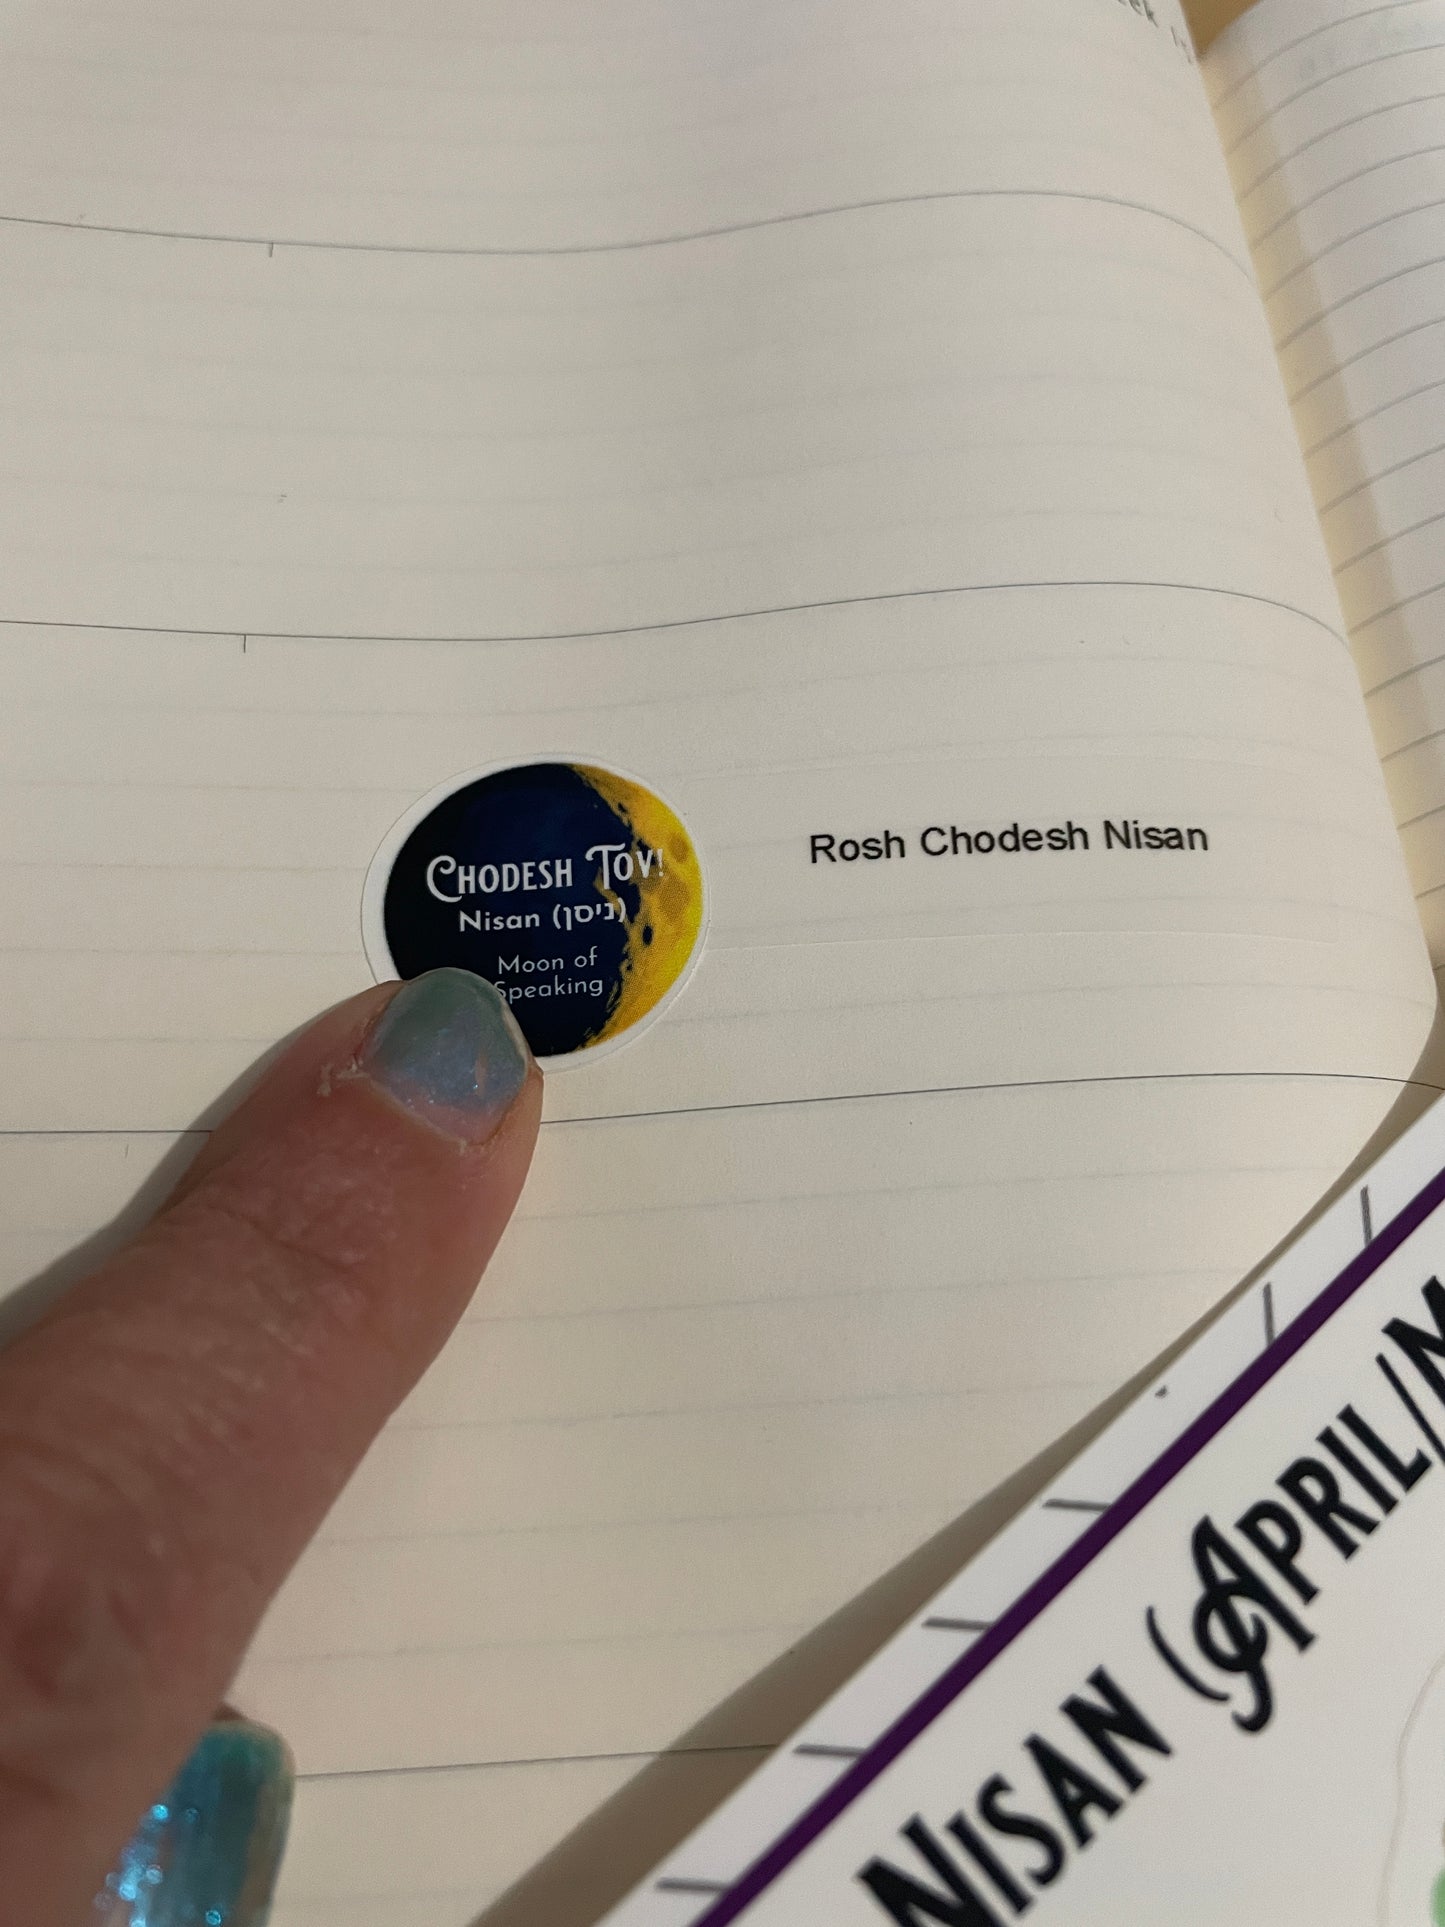 CHODESH TOV!
Nisan (ניסן)
Moon of
Speaking
Rosh Chodesh Nisan
NISAN (APRIL/M